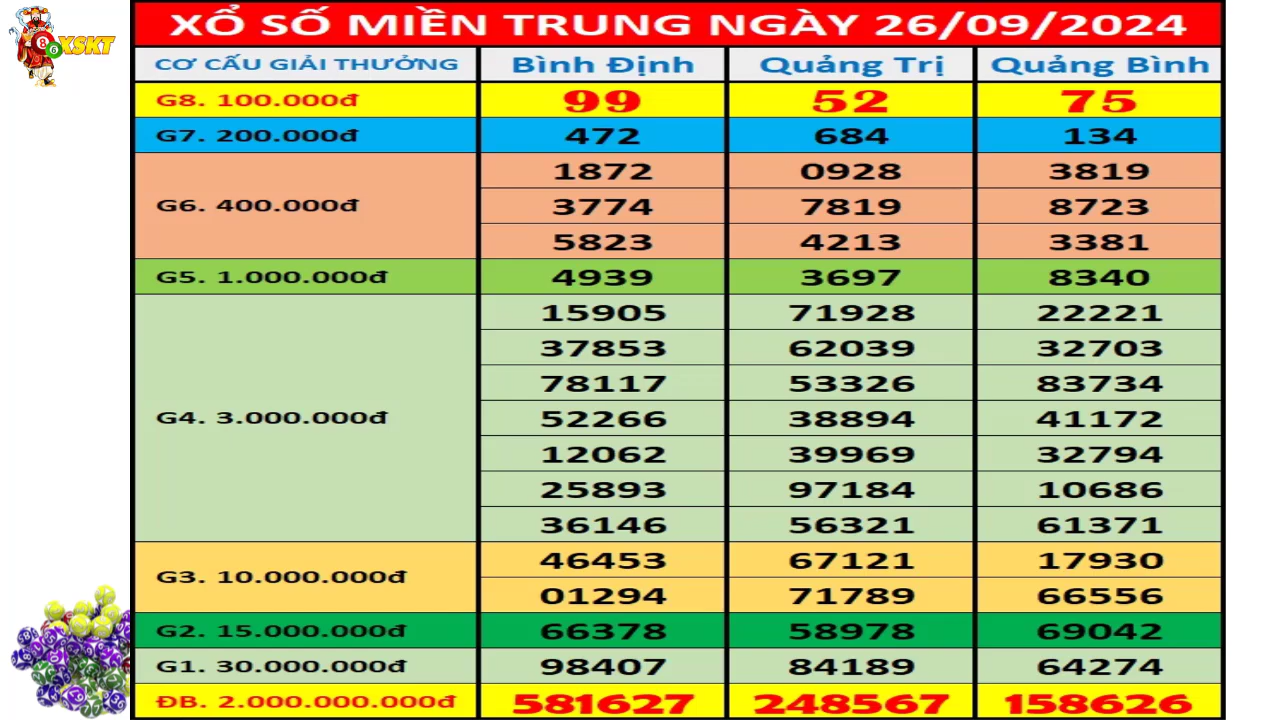 XSKT
XỔ SỐ MIỀN TRUNG NGÀY 26/09/2024
CƠ CẤU GIẢI THƯỞNG Bình Định Quảng Trị Quảng Bình
G8. 100.000đ 99 52 75
G7. 200.000đ 472 684 134
1872 0928 3819
G6. 400.000đ 3774 7819 8723
5823 4213 3381
G5. 1.000.000đ 4939 3697 8340
15905 71928 22221
37853 62039 32703
78117 53326 83734
G4. 3.000.000đ 52266 38894 41172
12062 39969 32794
25893 97184 10686
36146 56321 61371
46453 67121 17930
G3. 10.000.000đ
01294 71789 66556
G2. 15.000.000đ 66378 58978 69042
G1. 30.000.000đ 98407 84189 64274
ĐB. 2.000.000.000đ 581627 248567 158626